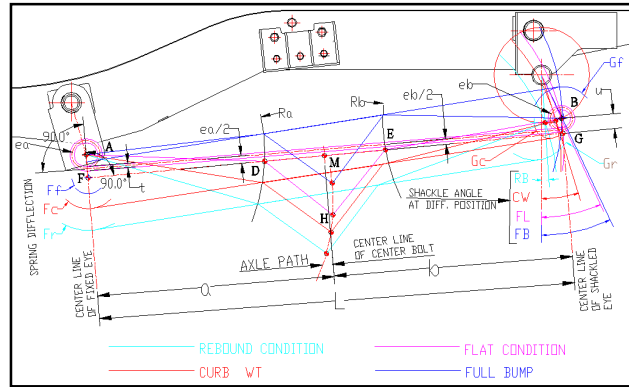 Gf
eb
B
u
Ra
Rb
eb/2
90.0°
ea
A
ea/2
E
M
D
Gc
G
Gr
F
90.0°
t
RB
CW
FL
FB
SHACKLE ANGLE
AT DIFF. POSITION
Ff
Fc
Fr
H
SPRING DIFFLECTION
CENTER LINE
OF FIXED EYE
AXLE PATH
CENTER LINE
OF CENTER BOLT
CENTER LINE
OF SHACKLED
EYE
a
b
L
REBOUND CONDITION
FLAT CONDITION
CURB WT
FULL BUMP